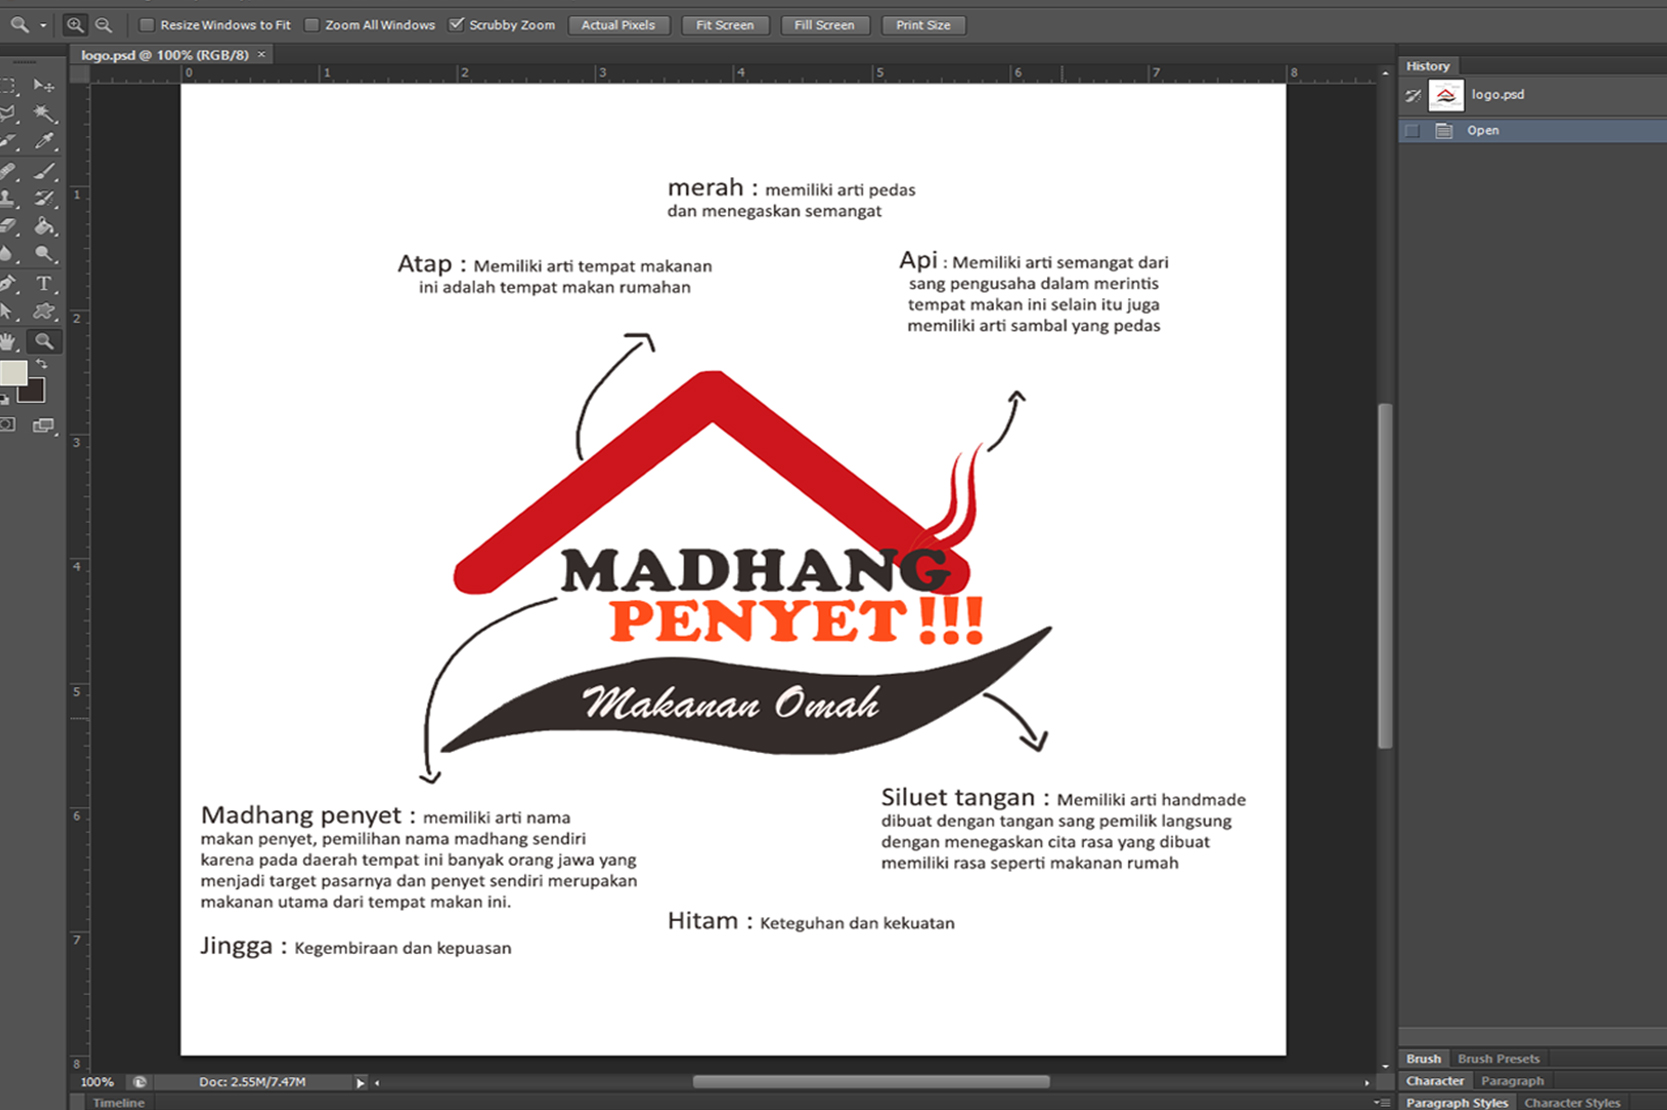 Resize Windows to Fit
Zoom All Windows
Scrubby Zoom
Actual Pixels
Fit Screen
Fill Screen
Print Size
logo.psd @ 100% (RGB/8) ×
0 1 2 3 4 5 6 7 8
History
logo.psd
Open
1
2
3
4
5
6
7
8
merah : memiliki arti pedas
dan menegaskan semangat
Atap : Memiliki arti tempat makanan
ini adalah tempat makan rumahan
Api : Memiliki arti semangat dari
sang pengusaha dalam merintis
tempat makan ini selain itu juga
memiliki arti sambal yang pedas
MADHANG
PENYET!!!
Makanan Omah
Madhang penyet : memiliki arti nama
makan penyet, pemilihan nama madhang sendiri
karena pada daerah tempat ini banyak orang jawa yang
menjadi target pasarnya dan penyet sendiri merupakan
makanan utama dari tempat makan ini.
Siluet tangan : Memiliki arti handmade
dibuat dengan tangan sang pemilik langsung
dengan menegaskan cita rasa yang dibuat
memiliki rasa seperti makanan rumah
Hitam : Keteguhan dan kekuatan
Jingga : Kegembiraan dan kepuasan
100%
Doc: 2.55M/7.47M
Timeline
Brush
Brush Presets
Character
Paragraph
Paragraph Styles
Character Styles